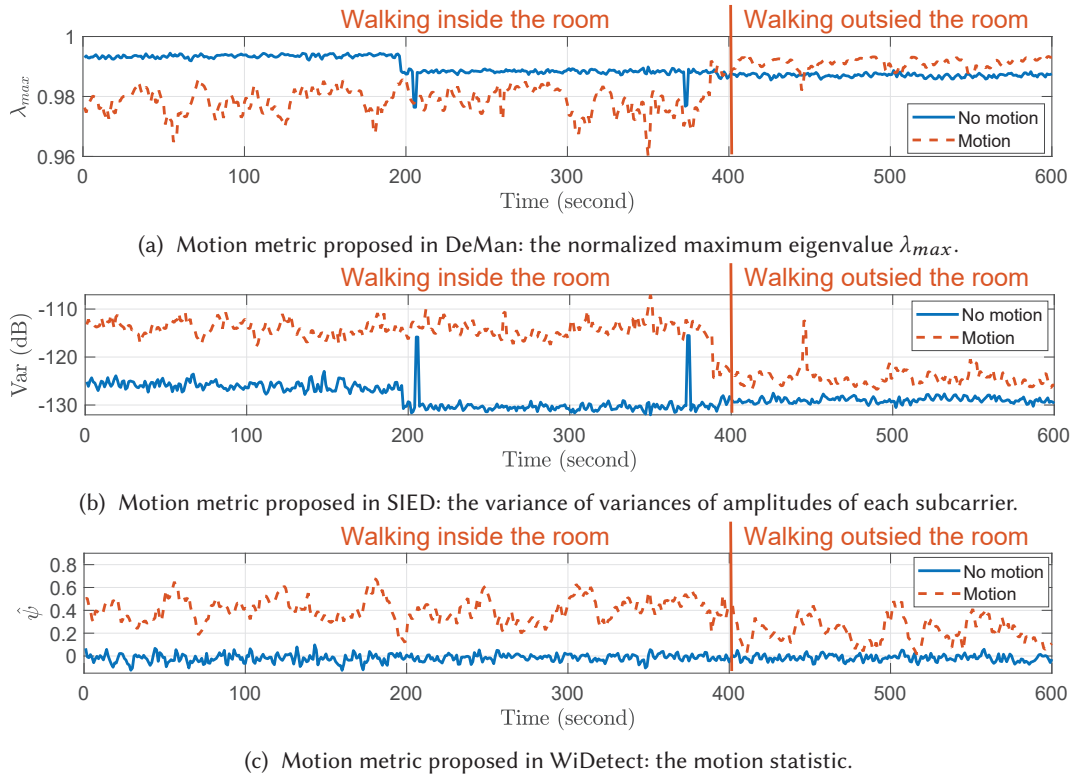 Walking inside the room Walking outsied the room
1
0.98
0.96
λmax
No motion
Motion
0 100 200 300 400 500 600
Time (second)
(a) Motion metric proposed in DeMan: the normalized maximum eigenvalue λmax.
Walking inside the room Walking outsied the room
-110
-120
-130
Var (dB)
No motion
Motion
0 100 200 300 400 500 600
Time (second)
(b) Motion metric proposed in SIED: the variance of variances of amplitudes of each subcarrier.
Walking inside the room Walking outsied the room
0.8
0.6
0.4
0.2
0
ψ̂
No motion
Motion
0 100 200 300 400 500 600
Time (second)
(c) Motion metric proposed in WiDetect: the motion statistic.